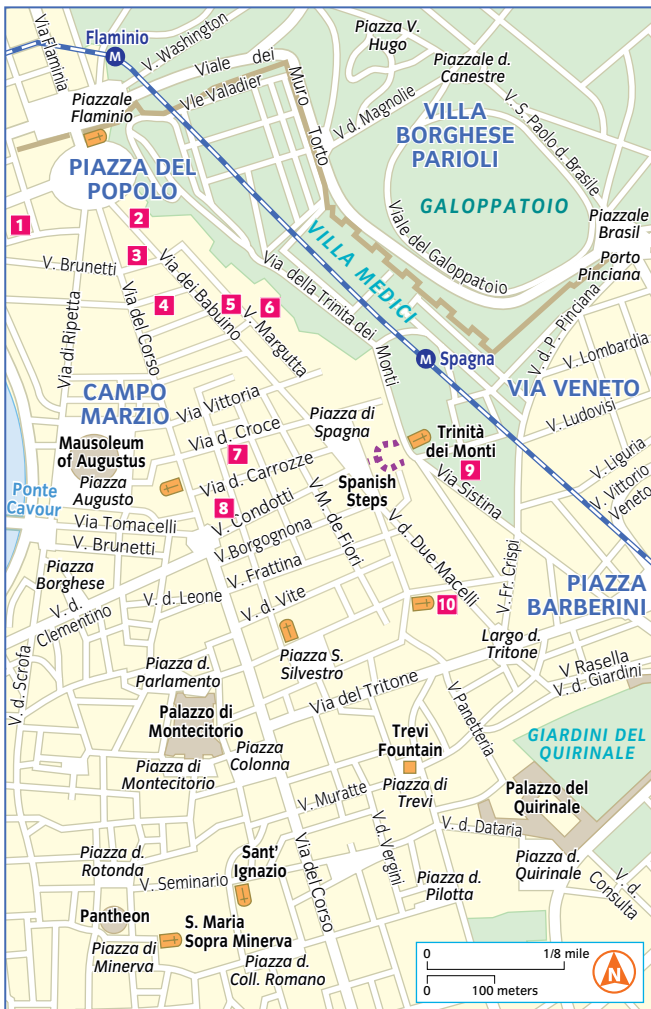 Via Flaminia
Flaminio
M
V. Washington
Viale dei
Muro
Torto
Piazza V.
Hugo
Piazzale d.
Canestre
Piazzale
Flaminio
Vle Valadier
V d. Magnolie
VILLA
BORGHESE
PARIOLI
V. S. Paolo d. Brasile
PIAZZA DEL
POPOLO
GALOPPATOIO
1
2
Piazzale
Brasil
VILLA MEDICI
Viale del Galoppatoio
Porto
Pinciana
3
V. Brunetti
Via dei Babuino
Via della Trinita dei
Monti
4
5
6
V. Margutta
Via di Ripetta
Via del Corso
V. d. P. Pinciana
V. Lombardia
M
Spagna
CAMPO
MARZIO
VIA VENETO
Via Vittoria
Piazza di
Spagna
V. Ludovisi
Via d. Croce
Trinità
dei Monti
Mausoleum
of Augustus
7
9
V. Liguria
Piazza
Augusto
Via d. Carrozze
Spanish
Steps
Via Sistina
V. Vittorio
Veneto
Ponte
Cavour
8
V. Condotti
V M. de Fiori
Via Tomacelli
V. Brunetti
V. Borgognona
V. d. Due Macelli
V. Fr. Crispi
Piazza
Borghese
V. Frattina
PIAZZA
BARBERINI
V. d.
Clementino
V. d. Leone
V. d. Vite
10
Largo d.
Tritone
V. d. Scrofa
Piazza d.
Parlamento
Piazza S.
Silvestro
V Rasella
V. d. Giardini
Via del Tritone
V Panetteria
Palazzo di
Montecitorio
Trevi
Fountain
GIARDINI DEL
QUIRINALE
Piazza
Colonna
Piazza di
Montecitorio
Piazza di
Trevi
Palazzo del
Quirinale
V. Muratte
V. d. Vergini
V. d. Dataria
Piazza d.
Rotonda
Sant'
Ignazio
Via del Corso
Piazza d.
Quirinale
V. d.
Consulta
V. Seminario
Piazza d.
Pilotta
Pantheon
S. Maria
Sopra Minerva
Piazza di
Minerva
Piazza d.
Coll. Romano
0
1/8 mile
0
100 meters
N